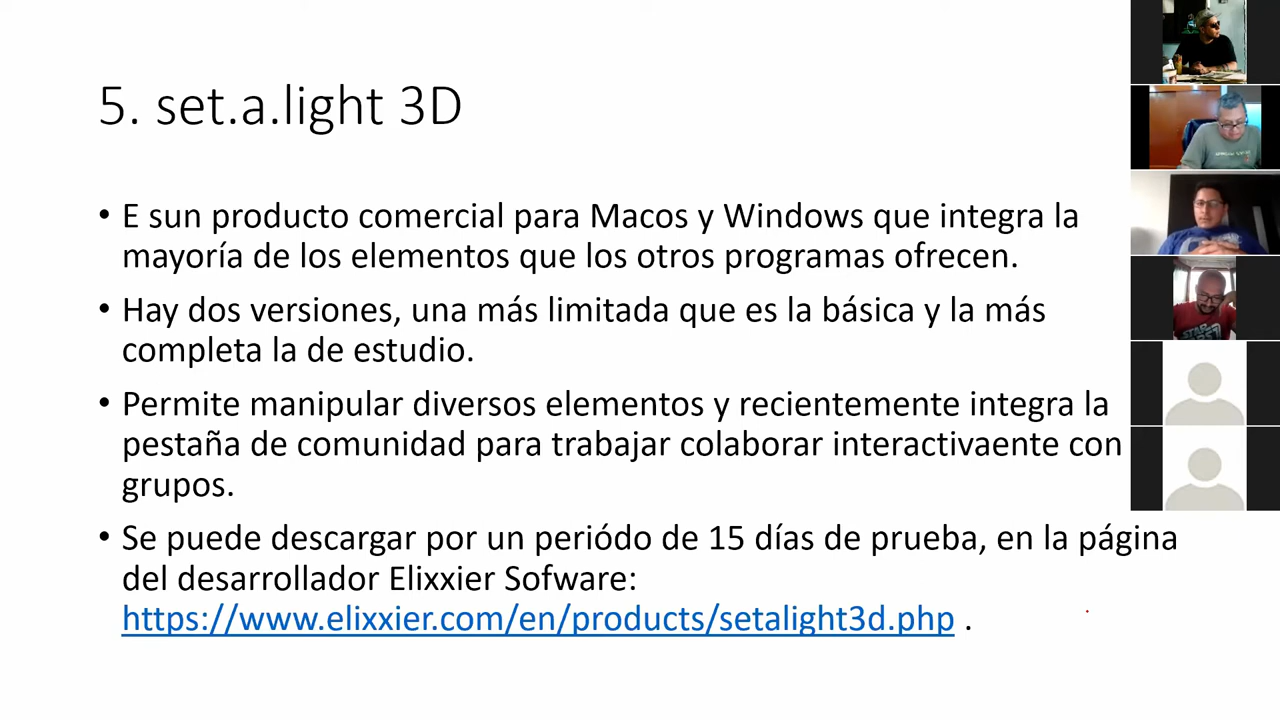 5. set.a.light 3D
• E sun producto comercial para Macos y Windows que integra la
mayoría de los elementos que los otros programas ofrecen.
• Hay dos versiones, una más limitada que es la básica y la más
completa la de estudio.
• Permite manipular diversos elementos y recientemente integra la
pestaña de comunidad para trabajar colaborar interactivaente con
grupos.
• Se puede descargar por un periódo de 15 días de prueba, en la página
del desarrollador Elixxier Sofware:
https://www.elixxier.com/en/products/setalight3d.php .